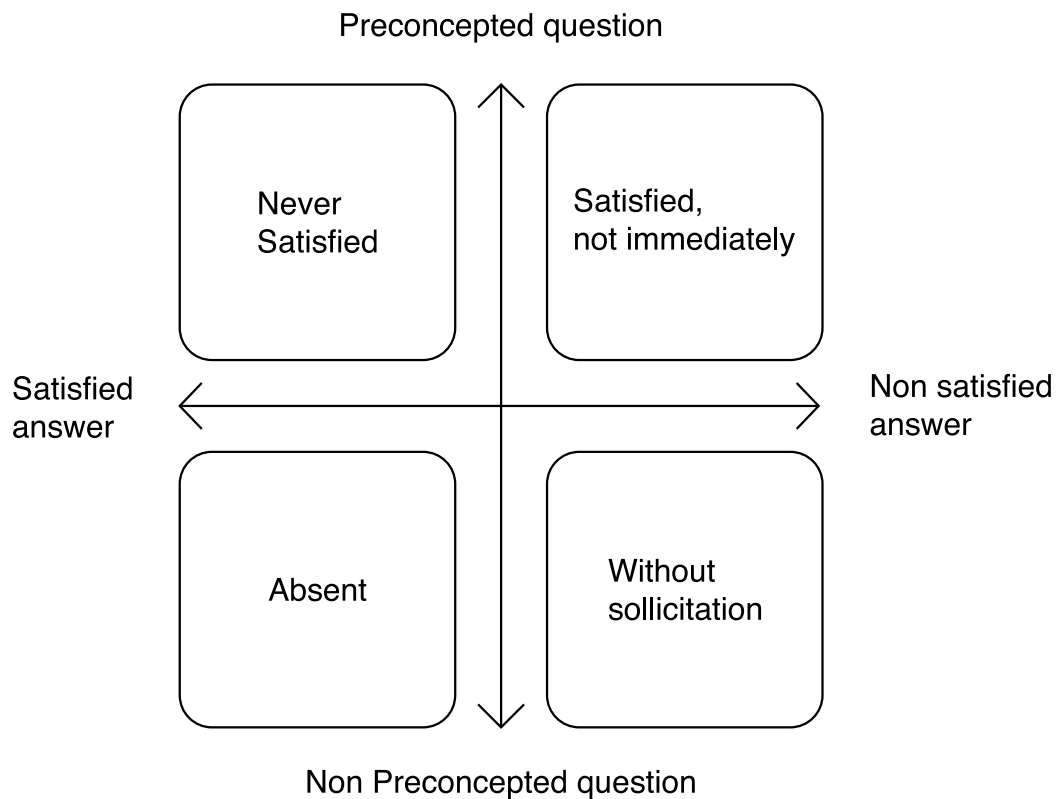 Preconcepted question
Never
Satisfied
Satisfied,
not immediately
Satisfied
answer
Non satisfied
answer
Absent
Without
sollicitation
Non Preconcepted question